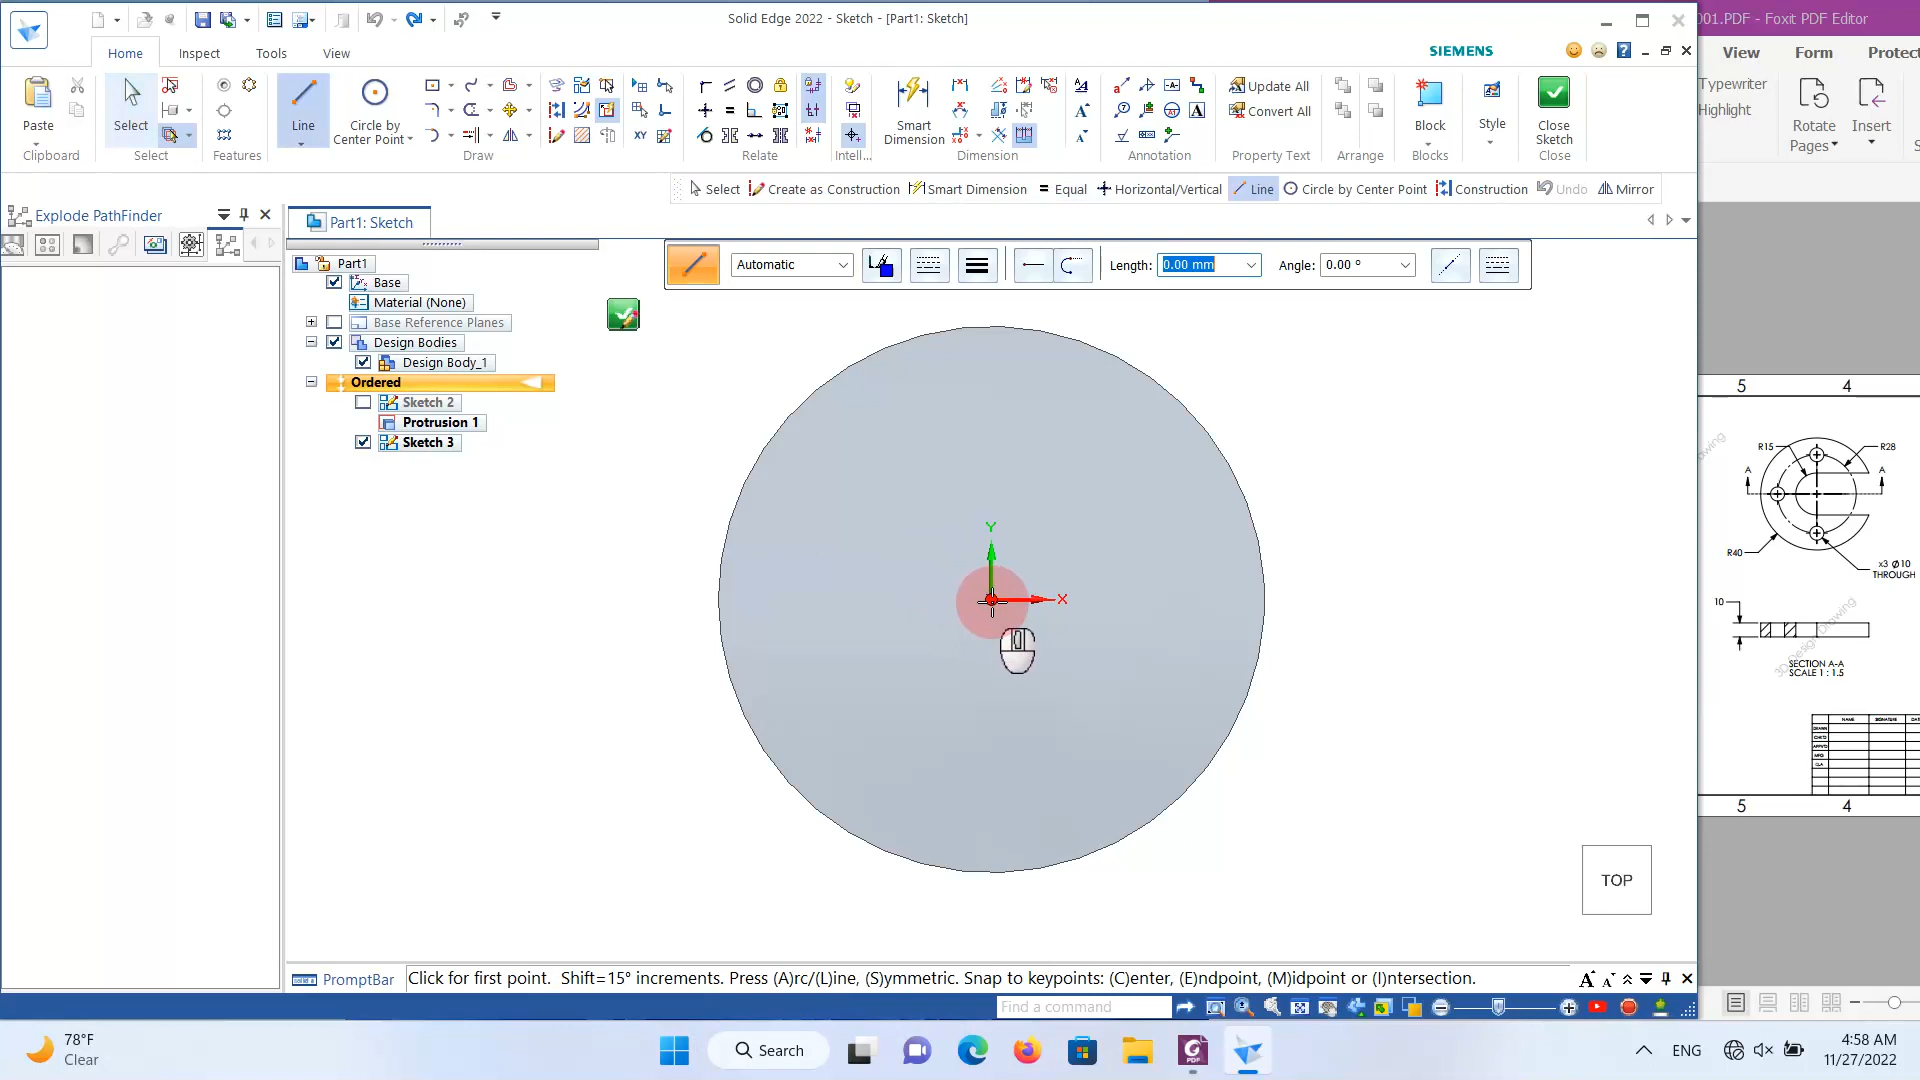 Solid Edge 2022 - Sketch - [Part1: Sketch]
001.PDF - Foxit PDF Editor
Home
Inspect
Tools
View
SIEMENS
View
Form
Protect
Paste
Select
Line
Circle by
Center Point
Smart
Dimension
Update All
Convert All
Block
Style
Close
Sketch
Typewriter
Highlight
Rotate
Pages
Insert
Clipboard
Select
Features
Draw
Relate
Intell...
Dimension
Annotation
Property Text
Arrange
Blocks
Close
Select
Create as Construction
Smart Dimension
Equal
Horizontal/Vertical
Line
Circle by Center Point
Construction
Undo
Mirror
Explode PathFinder
Part1: Sketch
Automatic
Length:
0.00 mm
Angle:
0.00 °
Part1
Base
Material (None)
Base Reference Planes
Design Bodies
Design Body_1
Ordered
Sketch 2
Protrusion 1
Sketch 3
Y
X
TOP
5
4
R15
R28
A
A
R40
x3 Ø10
THROUGH
10
SECTION A-A
SCALE 1 : 1.5
3D Design Drawing
NAME
SIGNATURE
5
4
PromptBar
Click for first point.  Shift=15° increments. Press (A)rc/(L)ine, (S)ymmetric. Snap to keypoints: (C)enter, (E)ndpoint, (M)idpoint or (I)ntersection.
Find a command
78°F
Clear
Search
ENG
4:58 AM
11/27/2022